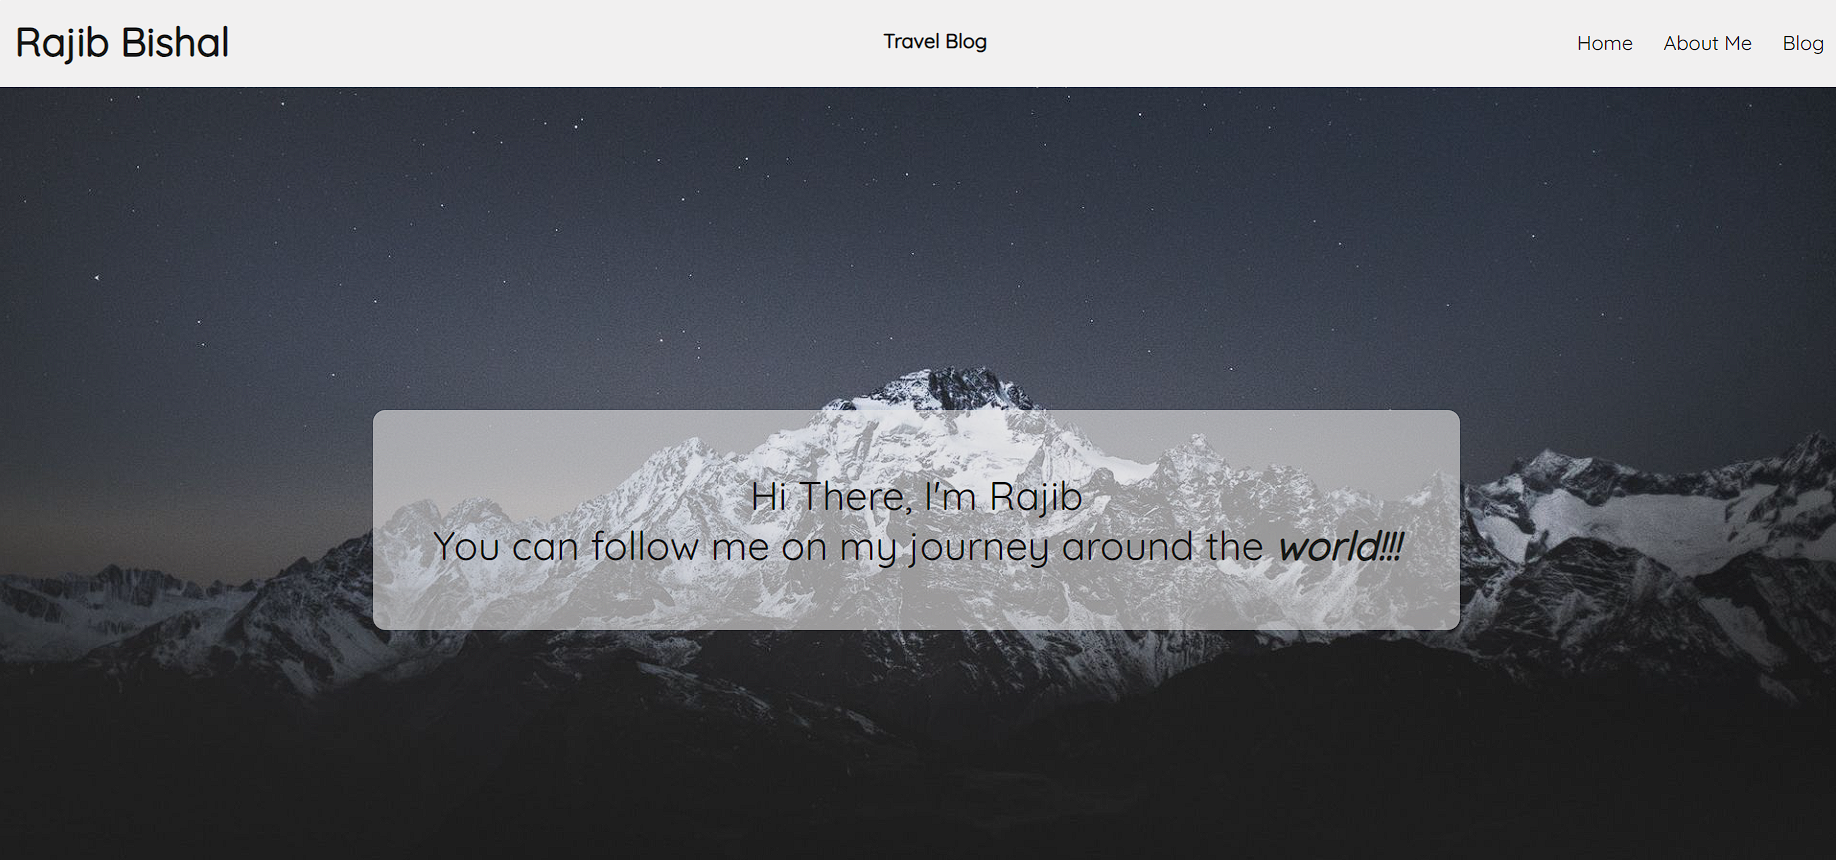 Rajib Bishal
Travel Blog
Home About Me Blog
Hi There, I'm Rajib
You can follow me on my journey around the world!!!